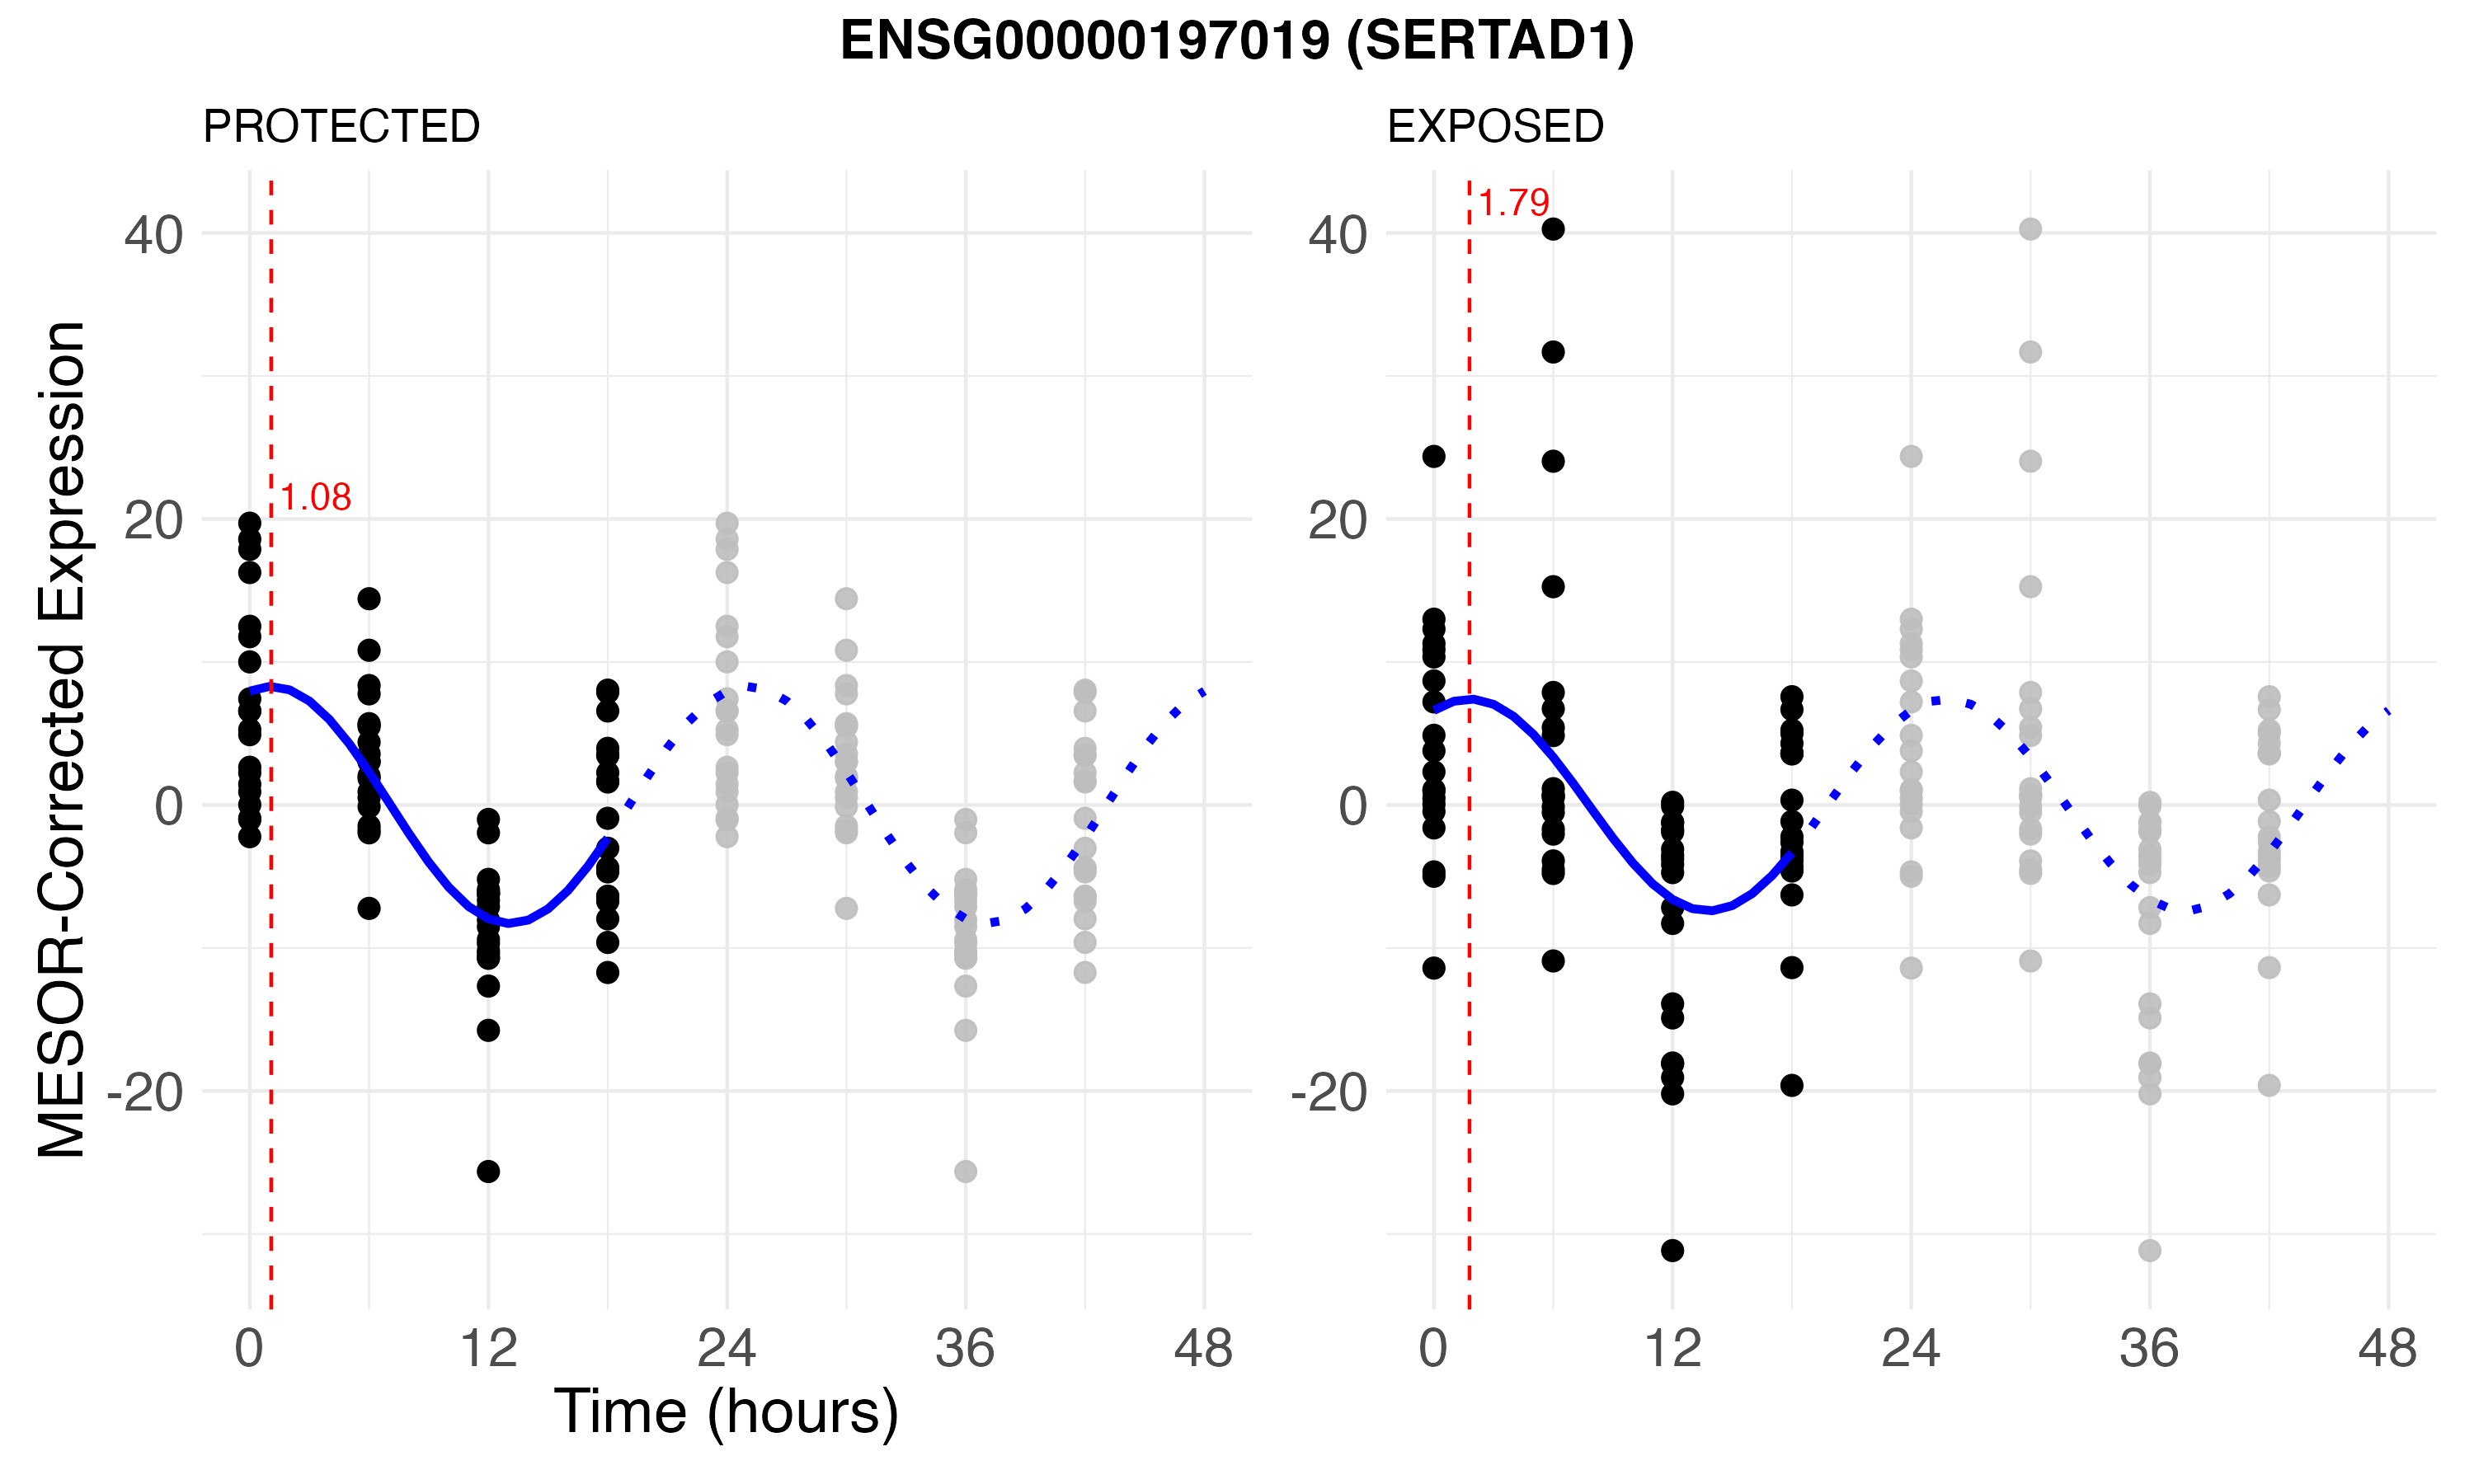 ENSG00000197019 (SERTAD1)
PROTECTED
EXPOSED
MESOR-Corrected Expression
40
20
0
-20
1.08
0 12 24 36 48
40
20
0
-20
1.79
0 12 24 36 48
Time (hours)